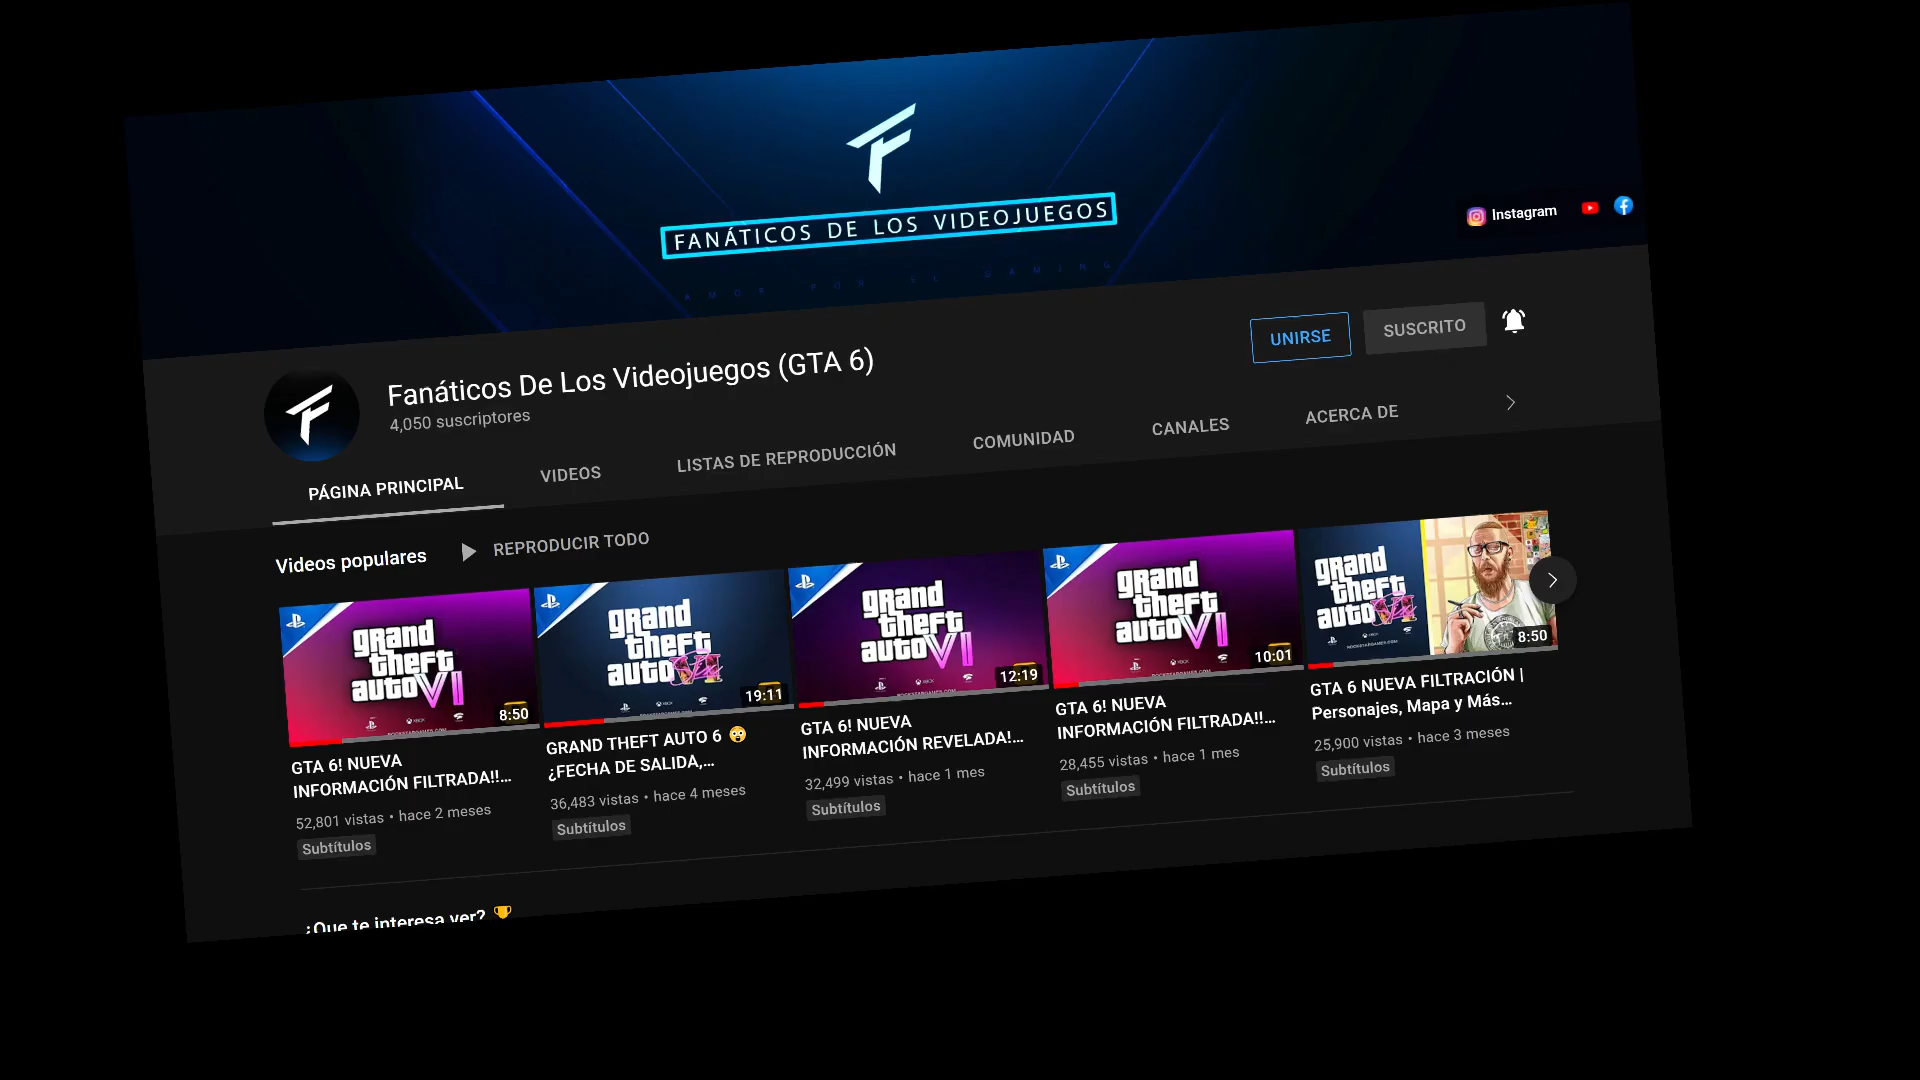 FANÁTICOS DE LOS VIDEOJUEGOS
AMOR POR EL GAMING
Instagram
Fanáticos De Los Videojuegos (GTA 6)
4,050 suscriptores
UNIRSE
SUSCRITO
PÁGINA PRINCIPAL
VIDEOS
LISTAS DE REPRODUCCIÓN
COMUNIDAD
CANALES
ACERCA DE
Videos populares
REPRODUCIR TODO
grand
theft
auto VI
8:50
GTA 6! NUEVA
INFORMACIÓN FILTRADA!!...
52,801 vistas • hace 2 meses
Subtítulos
grand
theft
auto VI
19:11
GRAND THEFT AUTO 6 😨
¿FECHA DE SALIDA,...
36,483 vistas • hace 4 meses
Subtítulos
grand
theft
auto VI
12:19
GTA 6! NUEVA
INFORMACIÓN REVELADA!...
32,499 vistas • hace 1 mes
Subtítulos
grand
theft
auto VI
10:01
GTA 6! NUEVA
INFORMACIÓN FILTRADA!!...
28,455 vistas • hace 1 mes
Subtítulos
grand
theft
auto VI
8:50
GTA 6 NUEVA FILTRACIÓN |
Personajes, Mapa y Más...
25,900 vistas • hace 3 meses
Subtítulos
¿Que te interesa ver? 🏆